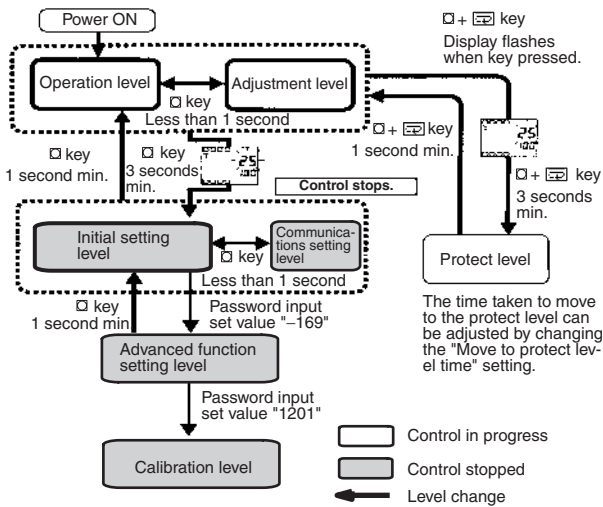 Power ON
Operation level
Adjustment level
key
Less than 1 second
+ key
Display flashes
when key pressed.
25
100
+ key
1 second min.
+ key
3 seconds
min.
key
1 second min.
key
3 seconds
min.
25
100
Control stops.
Initial setting
level
key
Less than 1 second
Communica-
tions setting
level
Protect level
The time taken to move
to the protect level can
be adjusted by changing
the "Move to protect lev-
el time" setting.
key
1 second min
Password input
set value "–169"
Advanced function
setting level
Password input
set value "1201"
Calibration level
Control in progress
Control stopped
Level change